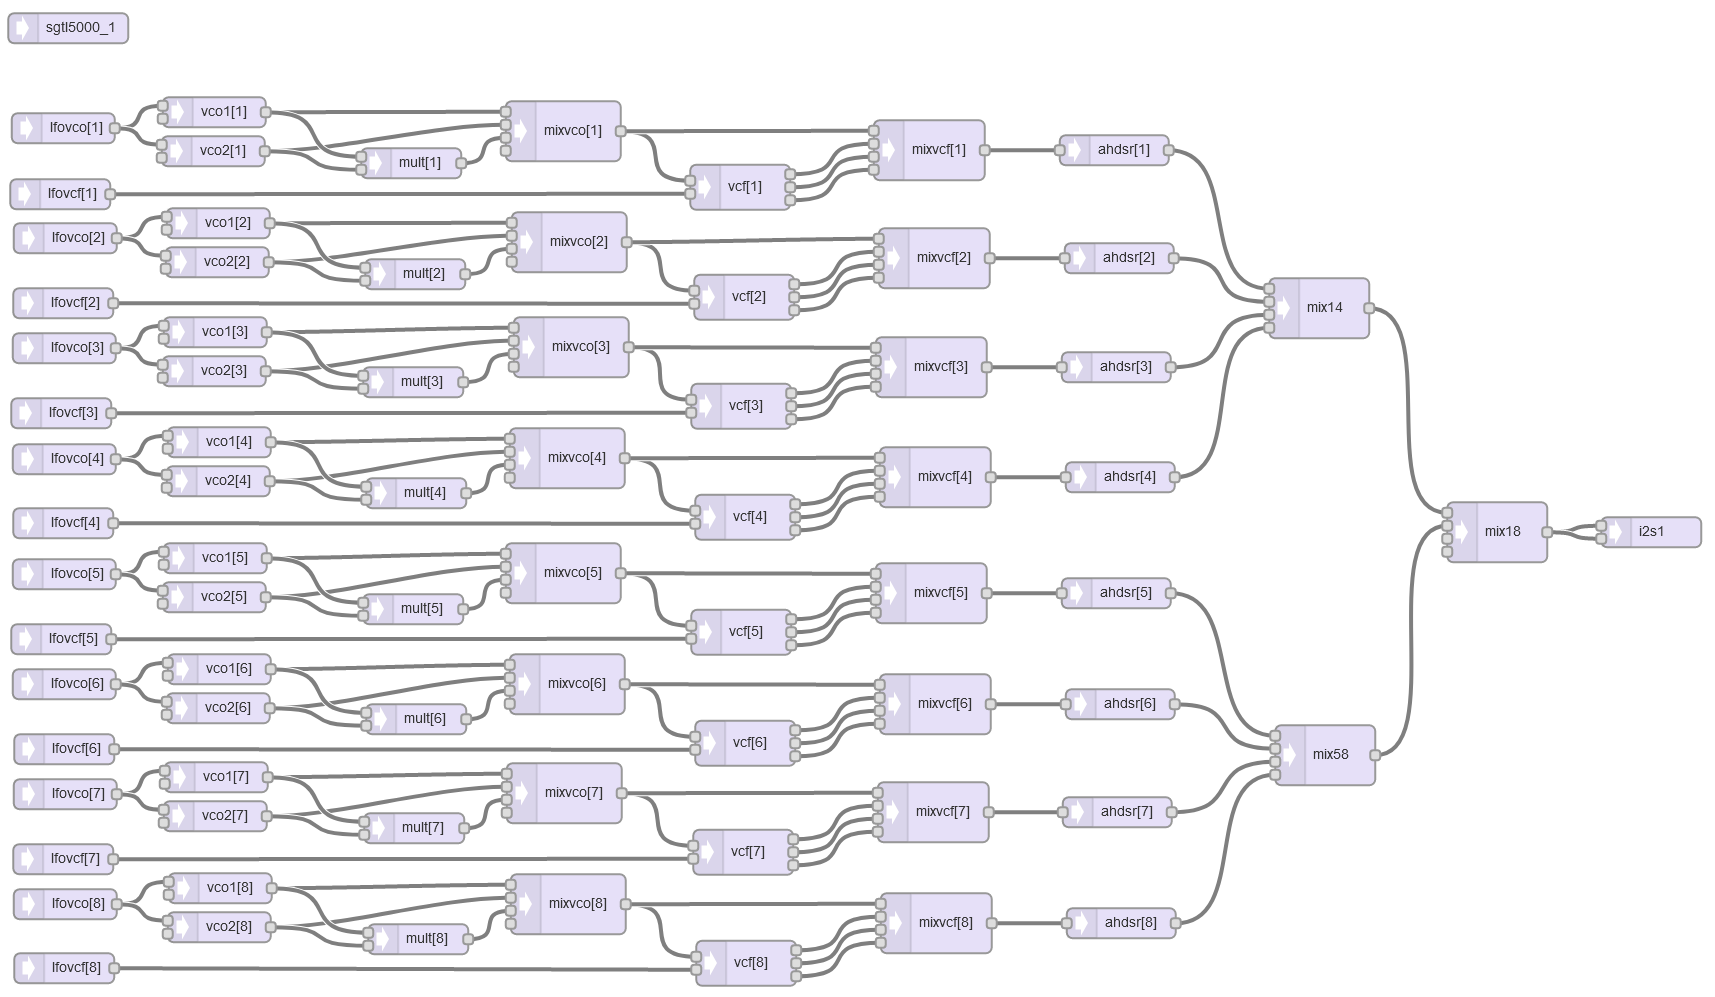 sgtl5000_1
lfovco[1]
vco1[1]
vco2[1]
mult[1]
mixvco[1]
lfovcf[1]
vcf[1]
mixvcf[1]
ahdsr[1]
lfovco[2]
vco1[2]
vco2[2]
mult[2]
mixvco[2]
lfovcf[2]
vcf[2]
mixvcf[2]
ahdsr[2]
lfovco[3]
vco1[3]
vco2[3]
mult[3]
mixvco[3]
lfovcf[3]
vcf[3]
mixvcf[3]
ahdsr[3]
lfovco[4]
vco1[4]
vco2[4]
mult[4]
mixvco[4]
lfovcf[4]
vcf[4]
mixvcf[4]
ahdsr[4]
mix14
lfovco[5]
vco1[5]
vco2[5]
mult[5]
mixvco[5]
lfovcf[5]
vcf[5]
mixvcf[5]
ahdsr[5]
lfovco[6]
vco1[6]
vco2[6]
mult[6]
mixvco[6]
lfovcf[6]
vcf[6]
mixvcf[6]
ahdsr[6]
lfovco[7]
vco1[7]
vco2[7]
mult[7]
mixvco[7]
lfovcf[7]
vcf[7]
mixvcf[7]
ahdsr[7]
lfovco[8]
vco1[8]
vco2[8]
mult[8]
mixvco[8]
lfovcf[8]
vcf[8]
mixvcf[8]
ahdsr[8]
mix58
mix18
i2s1